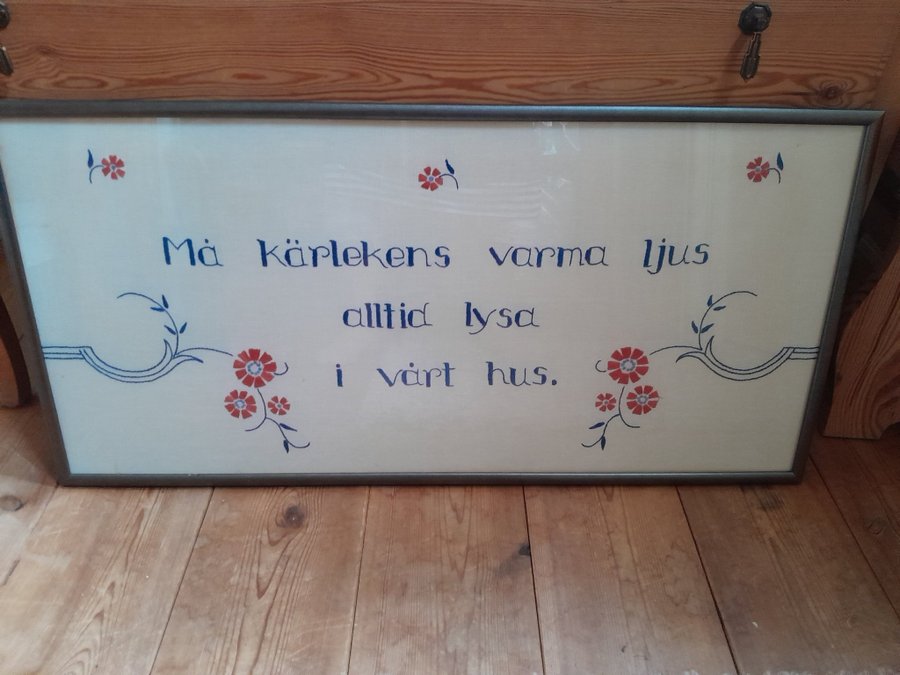 Må kärlekens varma ljus
alltid lysa
i vårt hus.